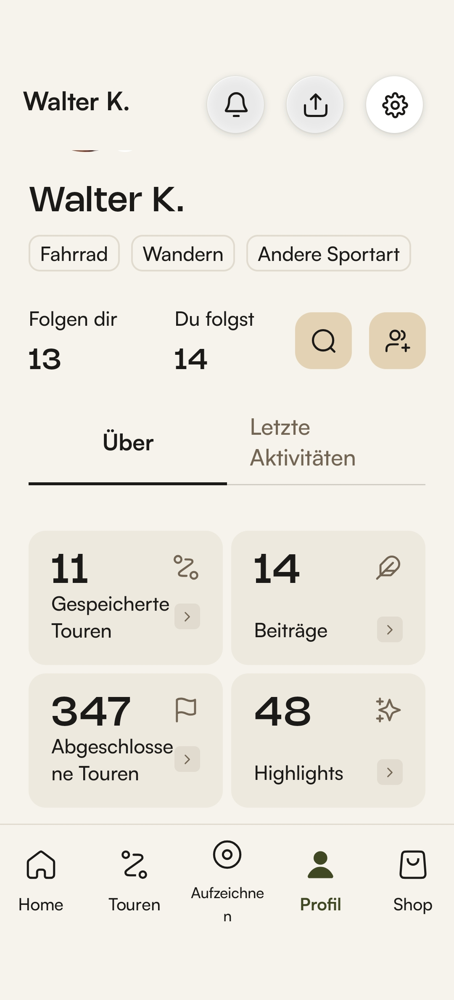 Walter K.
Walter K.
Fahrrad
Wandern
Andere Sportart
Folgen dir
Du folgst
13
14
Über
Letzte
Aktivitäten
11
Gespeicherte
Touren
14
Beiträge
347
Abgeschlosse
ne Touren
48
Highlights
Home
Touren
Aufzeichne
n
Profil
Shop